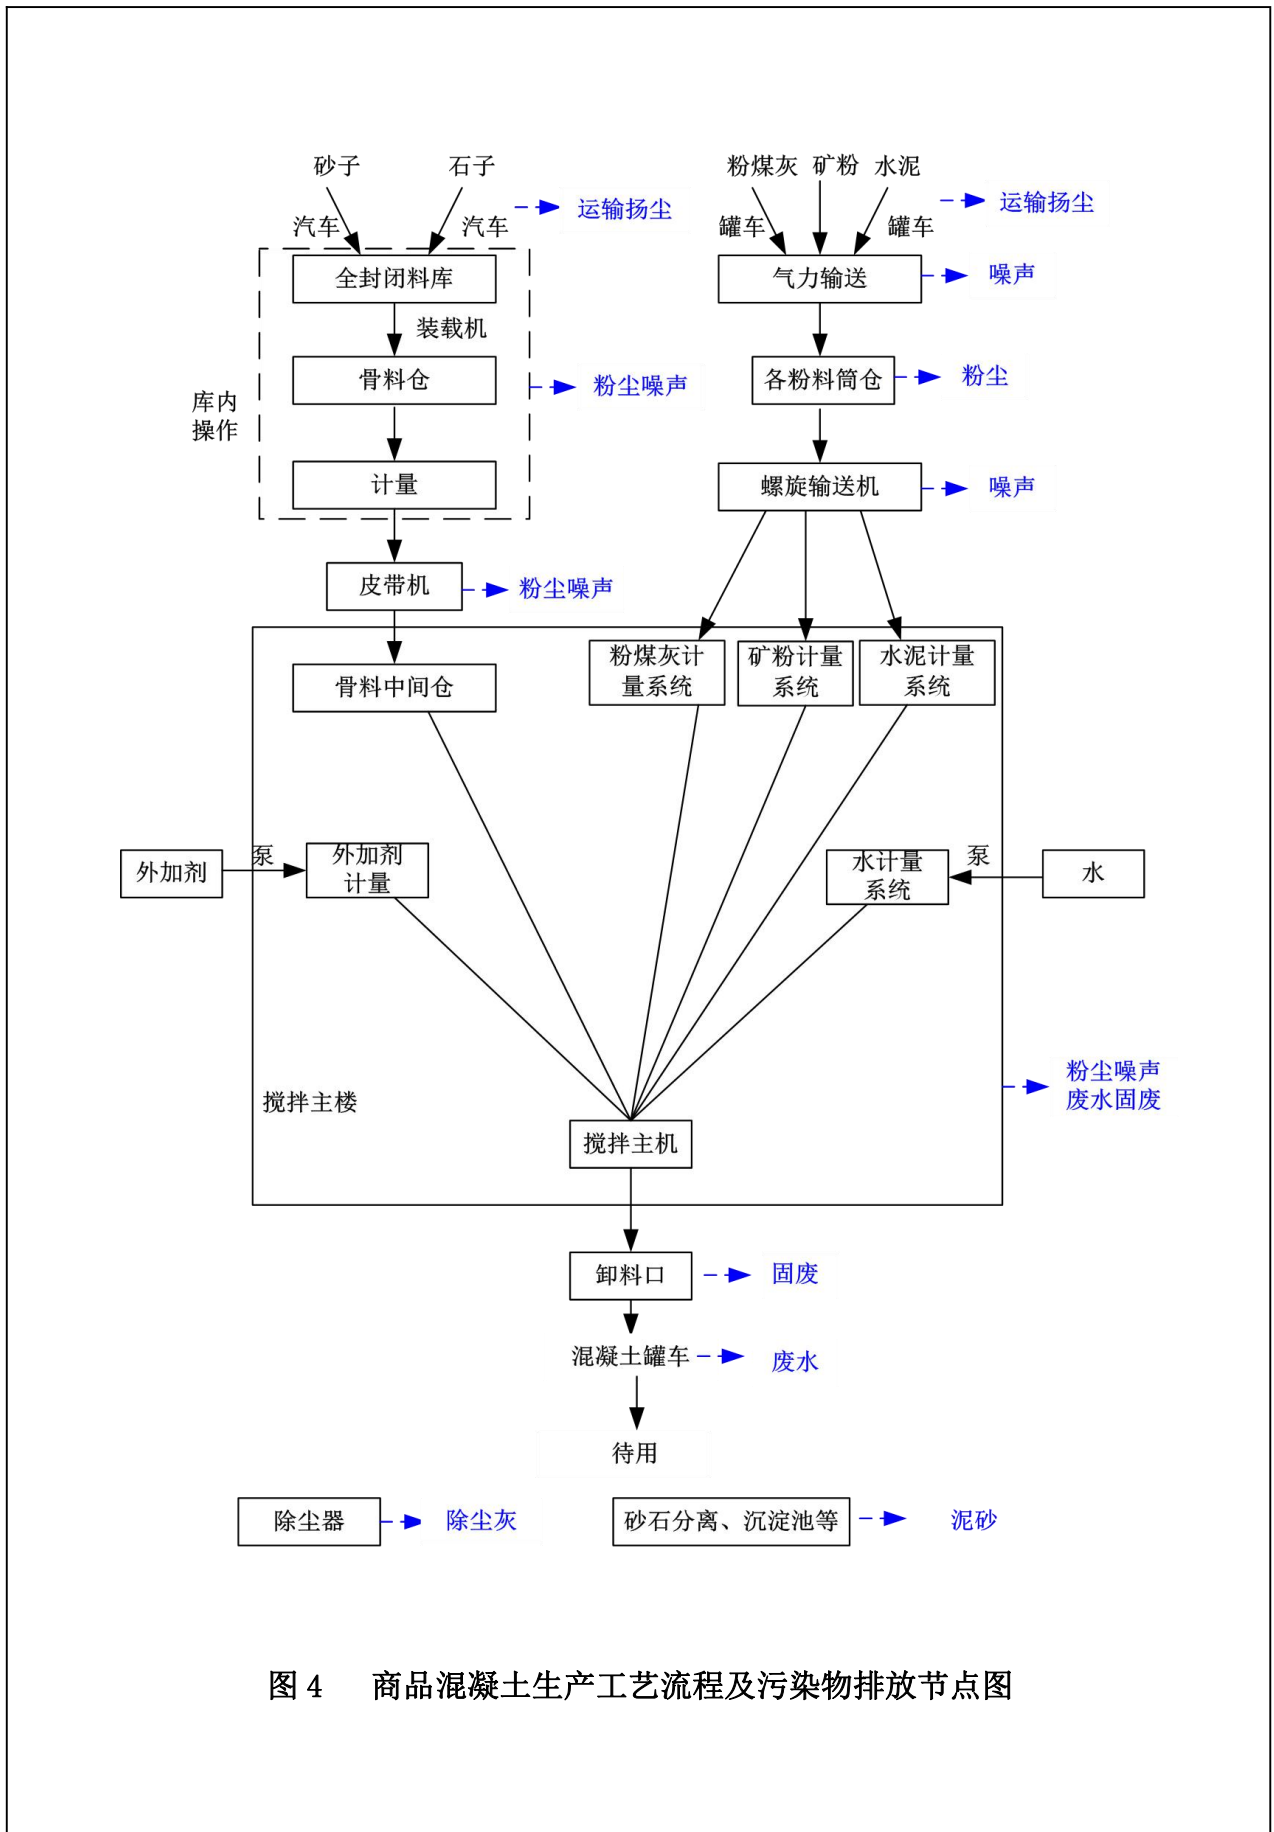 砂子
石子
粉煤灰
矿粉
水泥
汽车
汽车
运输扬尘
罐车
罐车
运输扬尘
全封闭料库
气力输送
噪声
装载机
骨料仓
粉尘噪声
各粉料筒仓
粉尘
库内
操作
计量
螺旋输送机
噪声
皮带机
粉尘噪声
骨料中间仓
粉煤灰计
量系统
矿粉计量
系统
水泥计量
系统
外加剂
泵
外加剂
计量
水计量
系统
泵
水
搅拌主楼
粉尘噪声
废水固废
搅拌主机
卸料口
固废
混凝土罐车
废水
待用
除尘器
除尘灰
砂石分离、沉淀池等
泥砂
图 4 商品混凝土生产工艺流程及污染物排放节点图